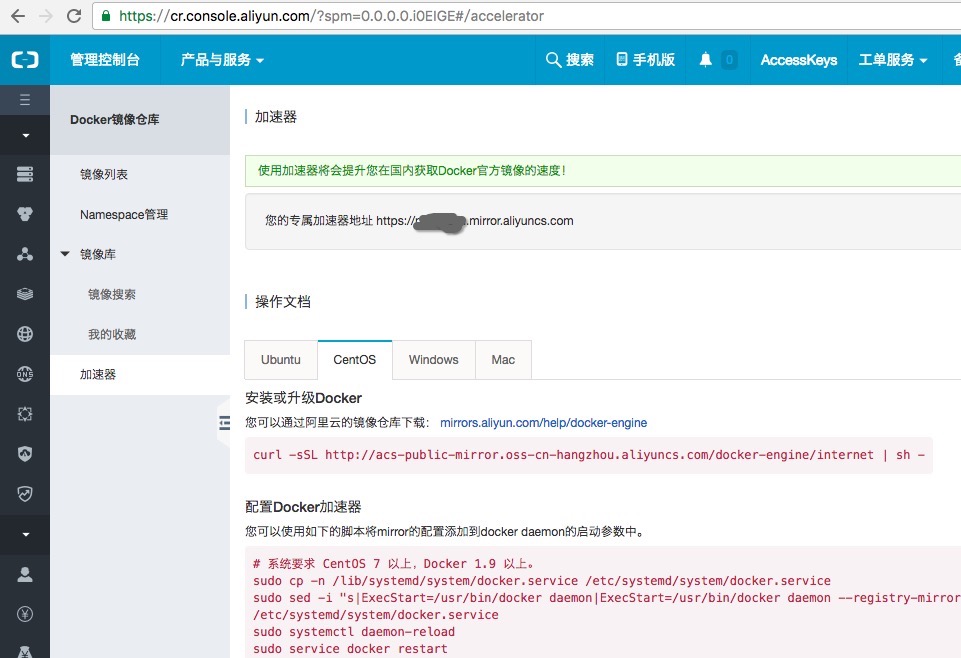 https://cr.console.aliyun.com/?spm=0.0.0.0.i0EIGE#/accelerator
管理控制台 产品与服务 搜索 手机版 0 AccessKeys 工单服务
Docker镜像仓库
镜像列表
Namespace管理
镜像库
镜像搜索
我的收藏
加速器
DNS
加速器
使用加速器将会提升您在国内获取Docker官方镜像的速度!
您的专属加速器地址 https:// .mirror.aliyuncs.com
操作文档
Ubuntu CentOS Windows Mac
安装或升级Docker
您可以通过阿里云的镜像仓库下载： mirrors.aliyun.com/help/docker-engine
curl -sSL http://acs-public-mirror.oss-cn-hangzhou.aliyuncs.com/docker-engine/internet | sh -
配置Docker加速器
您可以使用如下的脚本将mirror的配置添加到docker daemon的启动参数中。
# 系统要求 CentOS 7 以上，Docker 1.9 以上。
sudo cp -n /lib/systemd/system/docker.service /etc/systemd/system/docker.service
sudo sed -i "s|ExecStart=/usr/bin/docker daemon|ExecStart=/usr/bin/docker daemon --registry-mirror
/etc/systemd/system/docker.service
sudo systemctl daemon-reload
sudo service docker restart